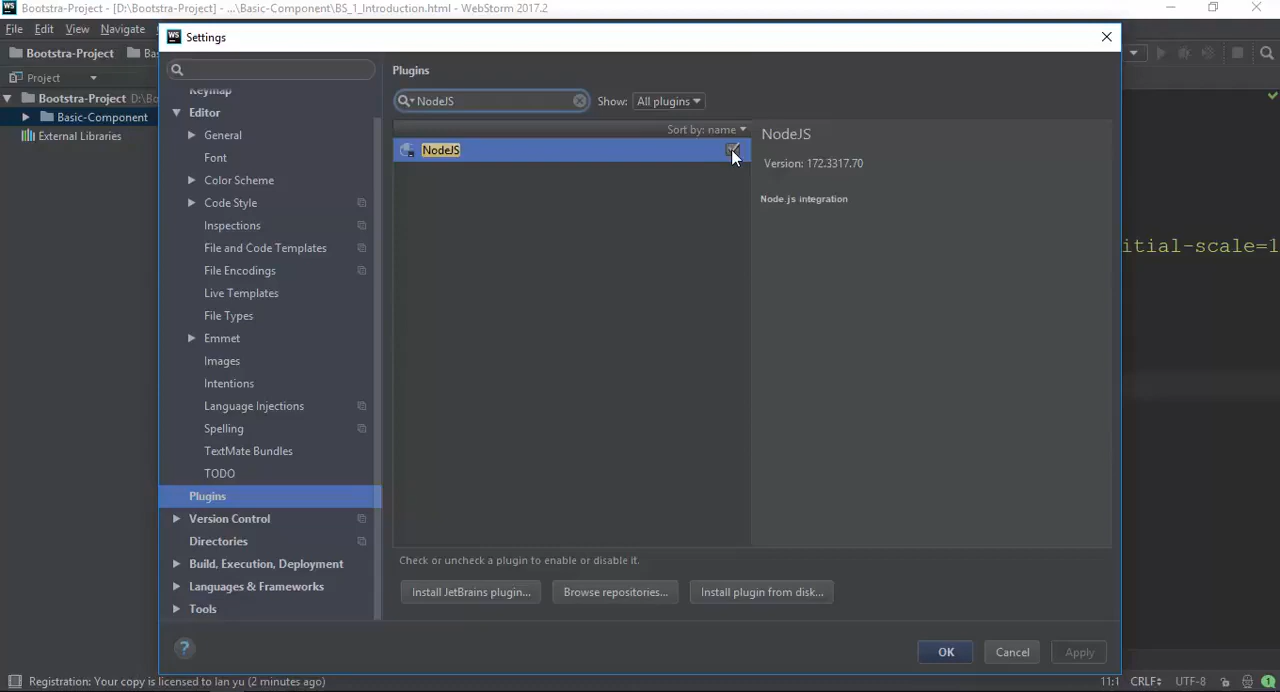 WS Bootstra-Project - [D:\Bootstra-Project] - ...\Basic-Component\BS_1_Introduction.html - WebStorm 2017.2
File Edit View Navigate
Bootstra-Project Bas
Project
Bootstra-Project D:\Bo
Basic-Component
External Libraries
WS Settings
Keymap
Editor
General
Font
Color Scheme
Code Style
Inspections
File and Code Templates
File Encodings
Live Templates
File Types
Emmet
Images
Intentions
Language Injections
Spelling
TextMate Bundles
TODO
Plugins
Version Control
Directories
Build, Execution, Deployment
Languages & Frameworks
Tools
?
Plugins
NodeJS Show: All plugins
Sort by: name
NodeJS
NodeJS
Version: 172.3317.70
Node.js integration
itial-scale=1
Check or uncheck a plugin to enable or disable it.
Install JetBrains plugin... Browse repositories... Install plugin from disk...
OK Cancel Apply
Registration: Your copy is licensed to lan yu (2 minutes ago) 11:1 CRLF UTF-8 1